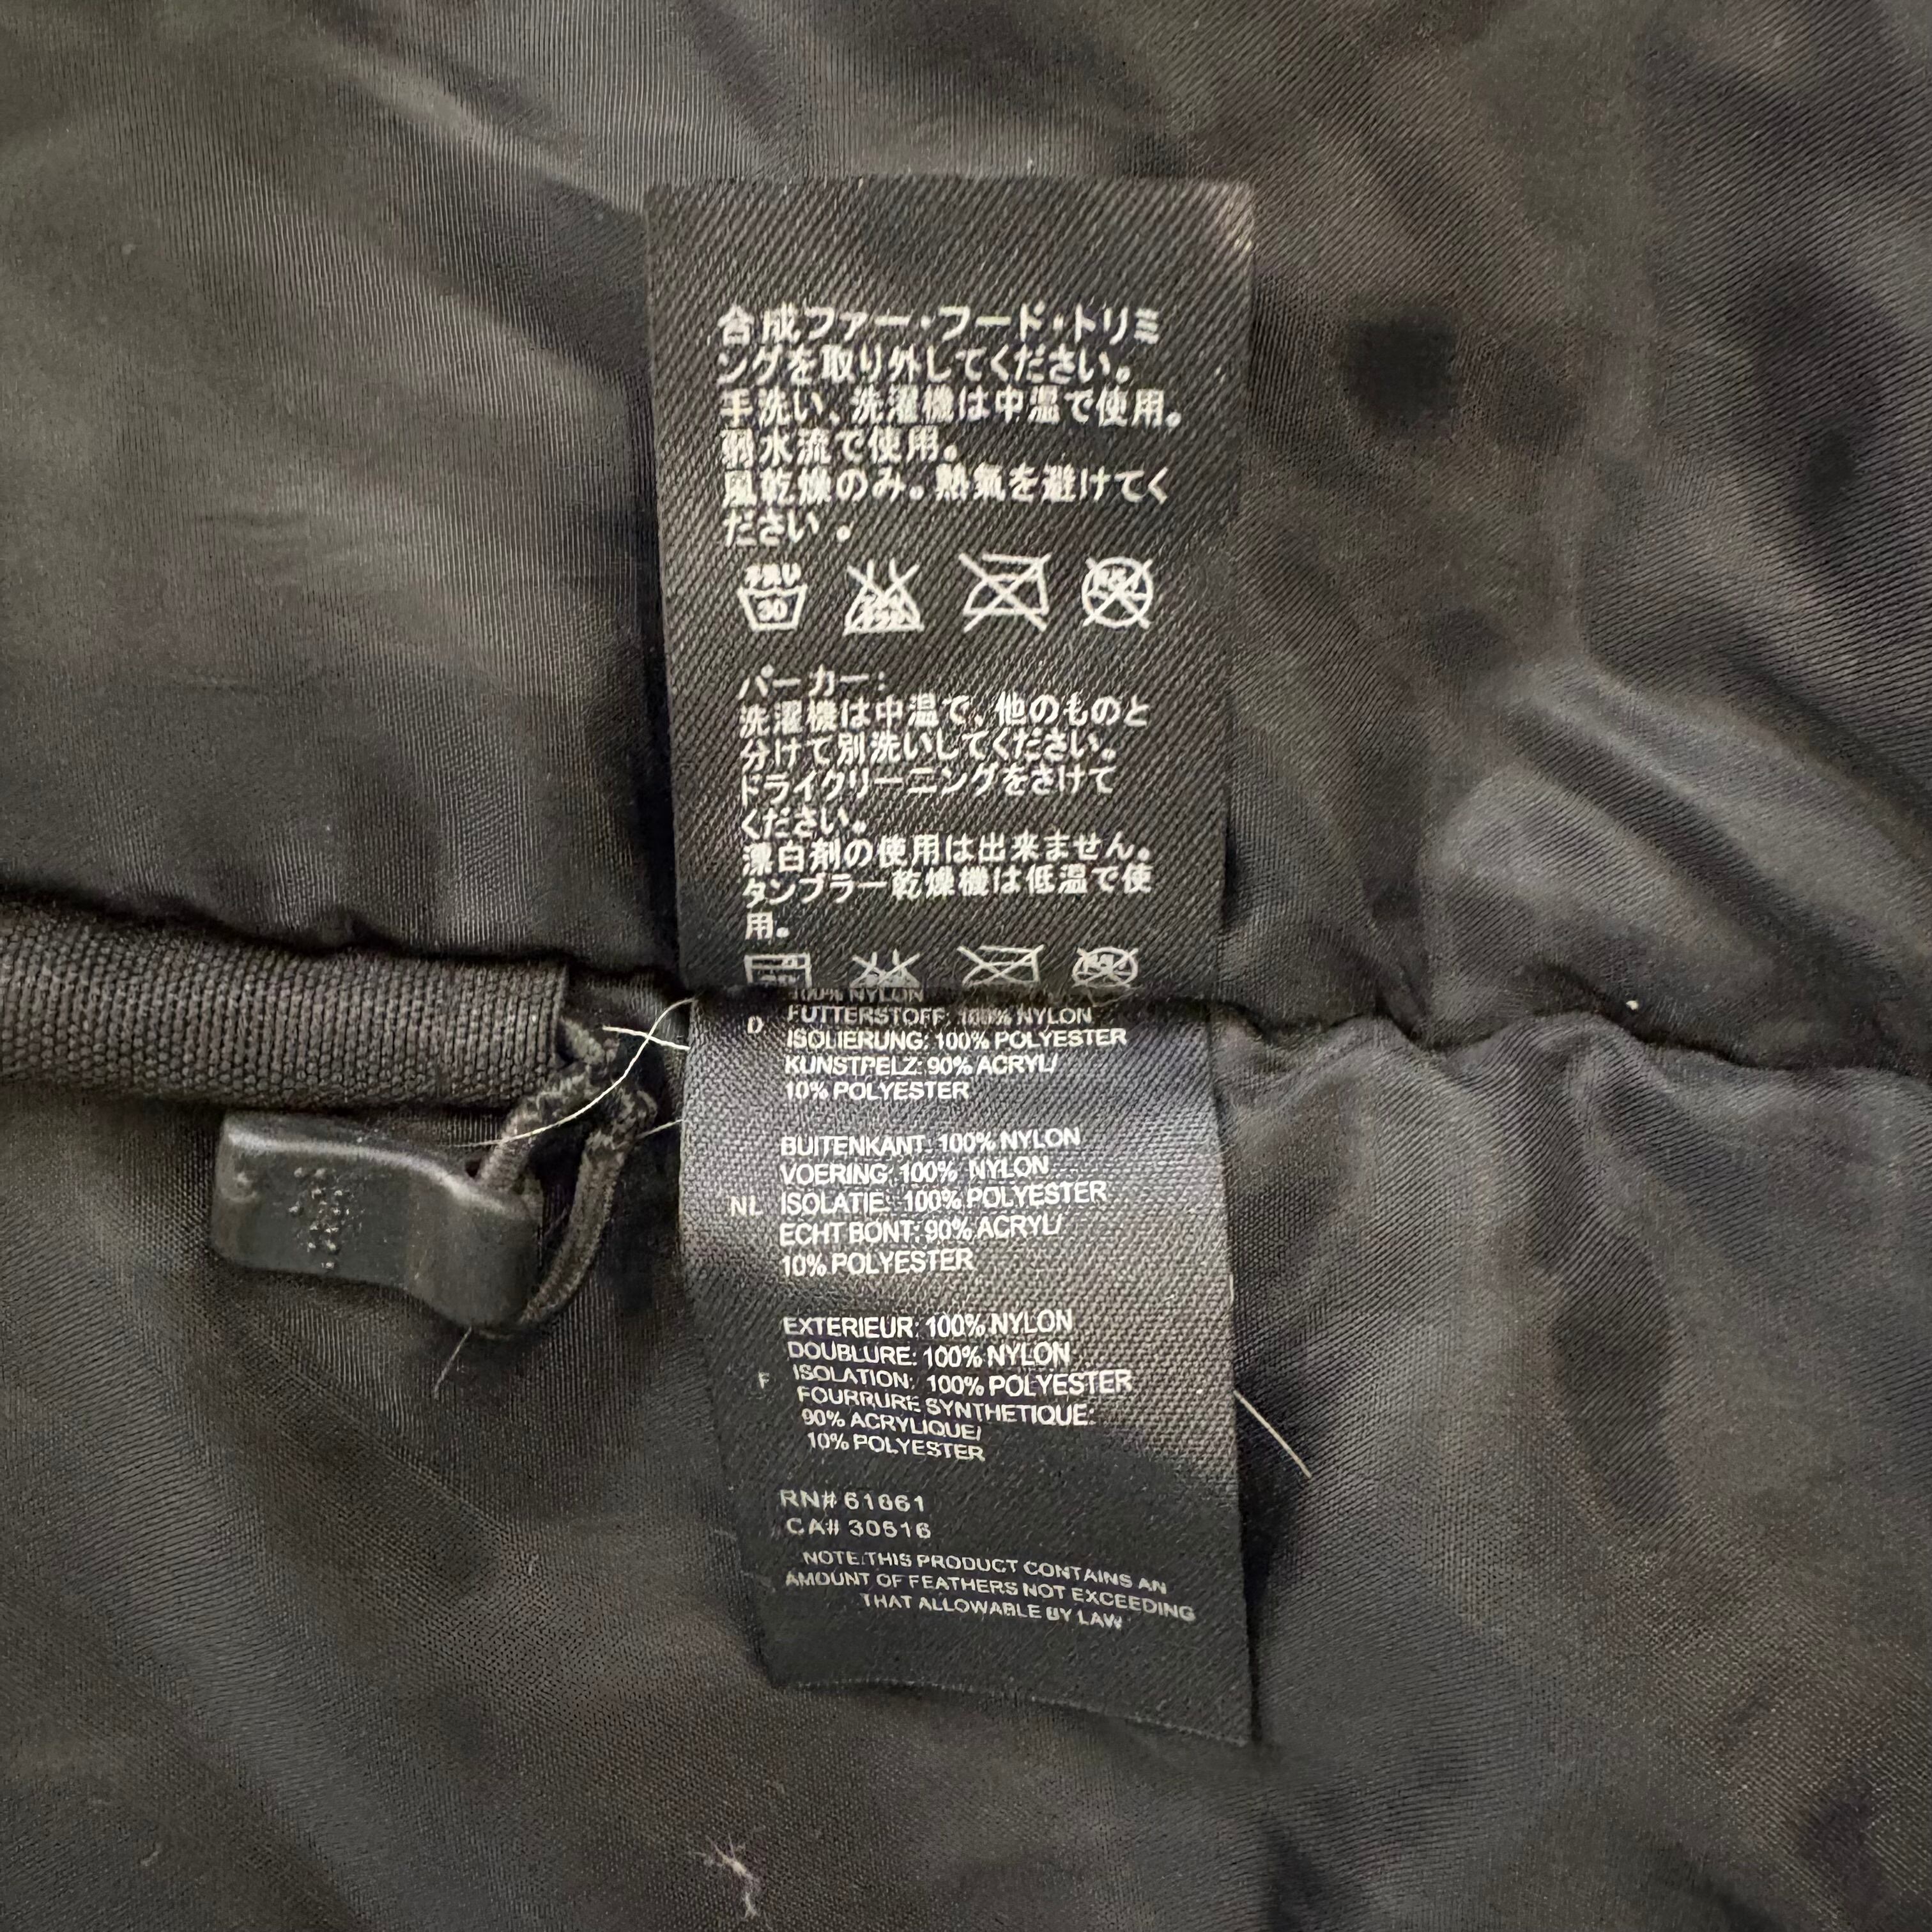 合成ファー・フード・トリミ
ングを取り外してください。
手洗い、洗濯機は中温で使用。
弱水流で使用。
風乾燥のみ。熱氣を避けてく
ださい。
手洗い
30
パーカー:
洗濯機は中温で、他のものと
分けて別洗いしてください。
ドライクリーニングをさけて
ください。
漂白剤の使用は出来ません。
タンブラー乾燥機は低温で使
用。
100% NYLON
D FUTTERSTOFF: 100% NYLON
ISOLIERUNG: 100% POLYESTER
KUNSTPELZ: 90% ACRYL/
10% POLYESTER
BUITENKANT: 100% NYLON
VOERING: 100% NYLON
NL ISOLATIE: 100% POLYESTER
ECHT BONT: 90% ACRYL/
10% POLYESTER
EXTERIEUR: 100% NYLON
DOUBLURE: 100% NYLON
F ISOLATION: 100% POLYESTER
FOURRURE SYNTHETIQUE:
90% ACRYLIQUE/
10% POLYESTER
RN# 61661
CA# 30516
NOTE:THIS PRODUCT CONTAINS AN
AMOUNT OF FEATHERS NOT EXCEEDING
THAT ALLOWABLE BY LAW